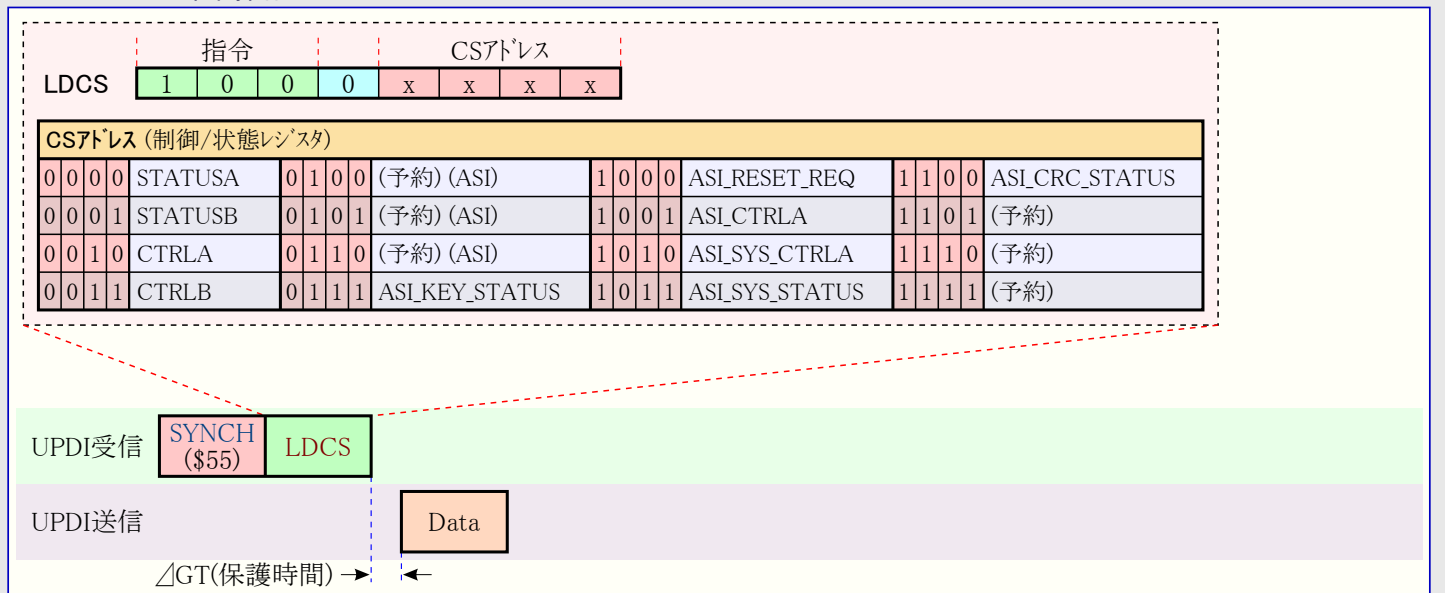 指令 CSアドレス
LDCS 1 0 0 0 x x x x
CSアドレス (制御/状態レジスタ)
0 0 0 0 STATUSA 0 1 0 0 (予約) (ASI) 1 0 0 0 ASI_RESET_REQ 1 1 0 0 ASI_CRC_STATUS
0 0 0 1 STATUSB 0 1 0 1 (予約) (ASI) 1 0 0 1 ASI_CTRLA 1 1 0 1 (予約)
0 0 1 0 CTRLA 0 1 1 0 (予約) (ASI) 1 0 1 0 ASI_SYS_CTRLA 1 1 1 0 (予約)
0 0 1 1 CTRLB 0 1 1 1 ASI_KEY_STATUS 1 0 1 1 ASI_SYS_STATUS 1 1 1 1 (予約)
UPDI受信
SYNCH
($55)
LDCS
UPDI送信
Data
⊿GT(保護時間)